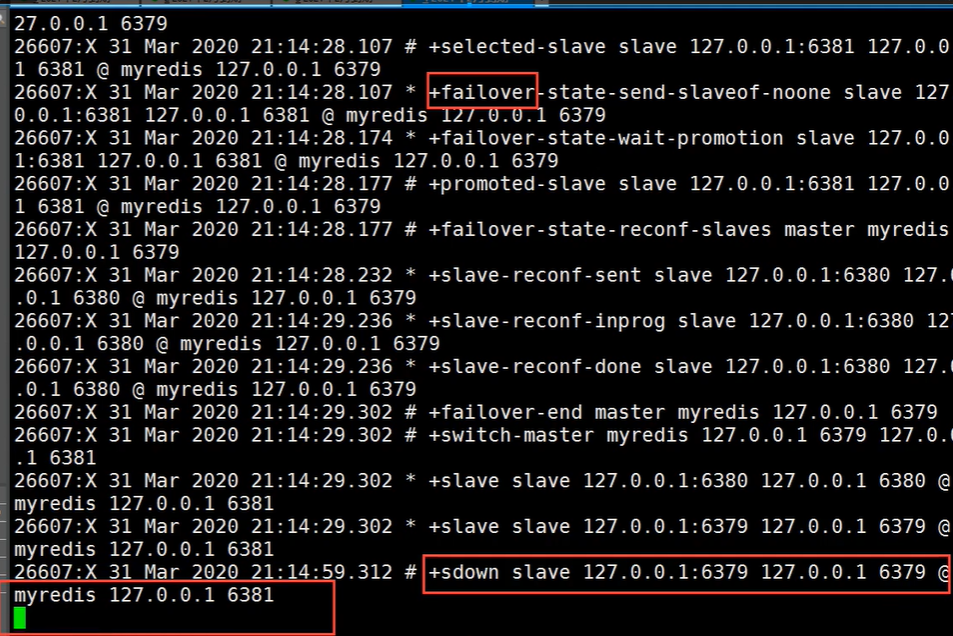 27.0.0.1 6379
26607:X 31 Mar 2020 21:14:28.107 # +selected-slave slave 127.0.0.1:6381 127.0.0
1 6381 @ myredis 127.0.0.1 6379
26607:X 31 Mar 2020 21:14:28.107 * +failover-state-send-slaveof-noone slave 127
0.0.1:6381 127.0.0.1 6381 @ myredis 127.0.0.1 6379
26607:X 31 Mar 2020 21:14:28.174 * +failover-state-wait-promotion slave 127.0.0
1:6381 127.0.0.1 6381 @ myredis 127.0.0.1 6379
26607:X 31 Mar 2020 21:14:28.177 # +promoted-slave slave 127.0.0.1:6381 127.0.0
1 6381 @ myredis 127.0.0.1 6379
26607:X 31 Mar 2020 21:14:28.177 # +failover-state-reconf-slaves master myredis
127.0.0.1 6379
26607:X 31 Mar 2020 21:14:28.232 * +slave-reconf-sent slave 127.0.0.1:6380 127.
.0.1 6380 @ myredis 127.0.0.1 6379
26607:X 31 Mar 2020 21:14:29.236 * +slave-reconf-inprog slave 127.0.0.1:6380 127
.0.0.1 6380 @ myredis 127.0.0.1 6379
26607:X 31 Mar 2020 21:14:29.236 * +slave-reconf-done slave 127.0.0.1:6380 127.
.0.1 6380 @ myredis 127.0.0.1 6379
26607:X 31 Mar 2020 21:14:29.302 # +failover-end master myredis 127.0.0.1 6379
26607:X 31 Mar 2020 21:14:29.302 # +switch-master myredis 127.0.0.1 6379 127.0.
.1 6381
26607:X 31 Mar 2020 21:14:29.302 * +slave slave 127.0.0.1:6380 127.0.0.1 6380 @
myredis 127.0.0.1 6381
26607:X 31 Mar 2020 21:14:29.302 * +slave slave 127.0.0.1:6379 127.0.0.1 6379 @
myredis 127.0.0.1 6381
26607:X 31 Mar 2020 21:14:59.312 # +sdown slave 127.0.0.1:6379 127.0.0.1 6379 @
myredis 127.0.0.1 6381